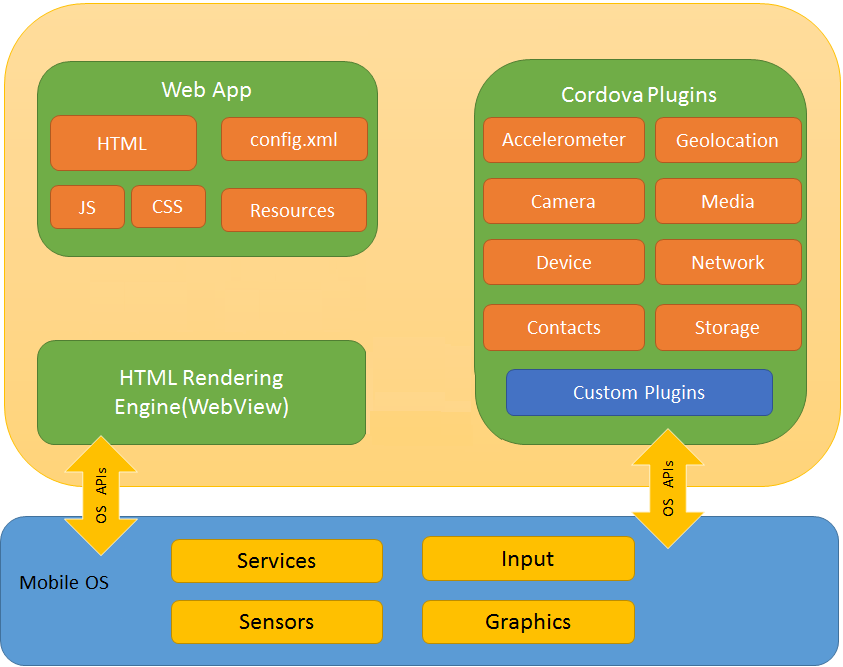 Web App
HTML
config.xml
JS
CSS
Resources
Cordova Plugins
Accelerometer
Geolocation
Camera
Media
Device
Network
Contacts
Storage
Custom Plugins
HTML Rendering
Engine(WebView)
OS APIs
OS APIs
Mobile OS
Services
Input
Sensors
Graphics